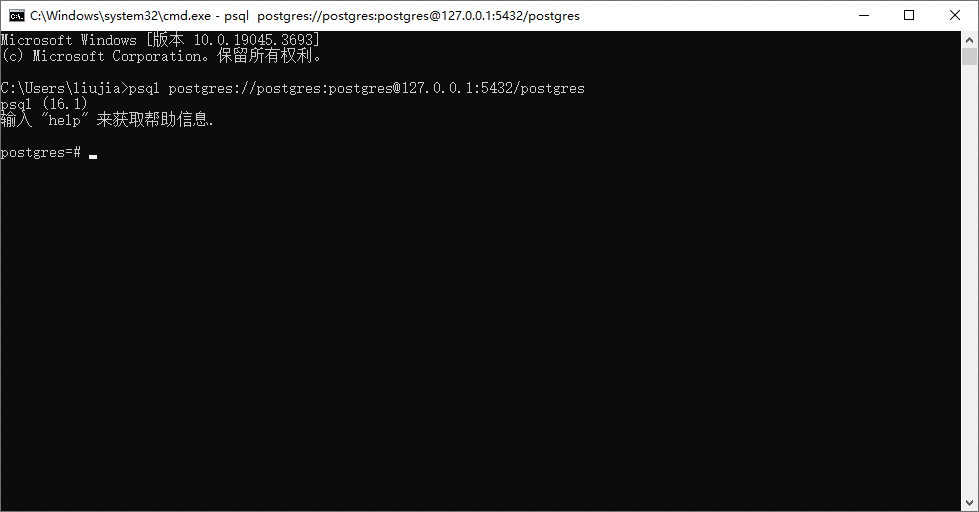 C:\Windows\system32\cmd.exe - psql  postgres://postgres:postgres@127.0.0.1:5432/postgres
Microsoft Windows [版本 10.0.19045.3693]
(c) Microsoft Corporation。保留所有权利。
C:\Users\liujia>psql postgres://postgres:postgres@127.0.0.1:5432/postgres
psql (16.1)
输入 "help" 来获取帮助信息.
postgres=#